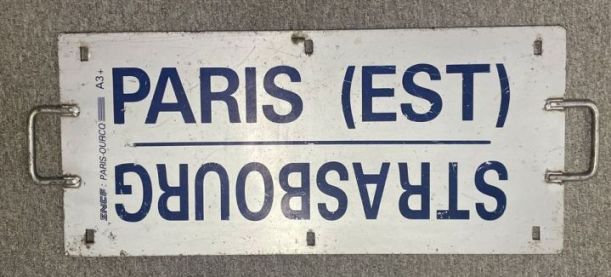 PARIS (EST)
STRASBOURG
SNCF: PARIS-OURCQ A3+